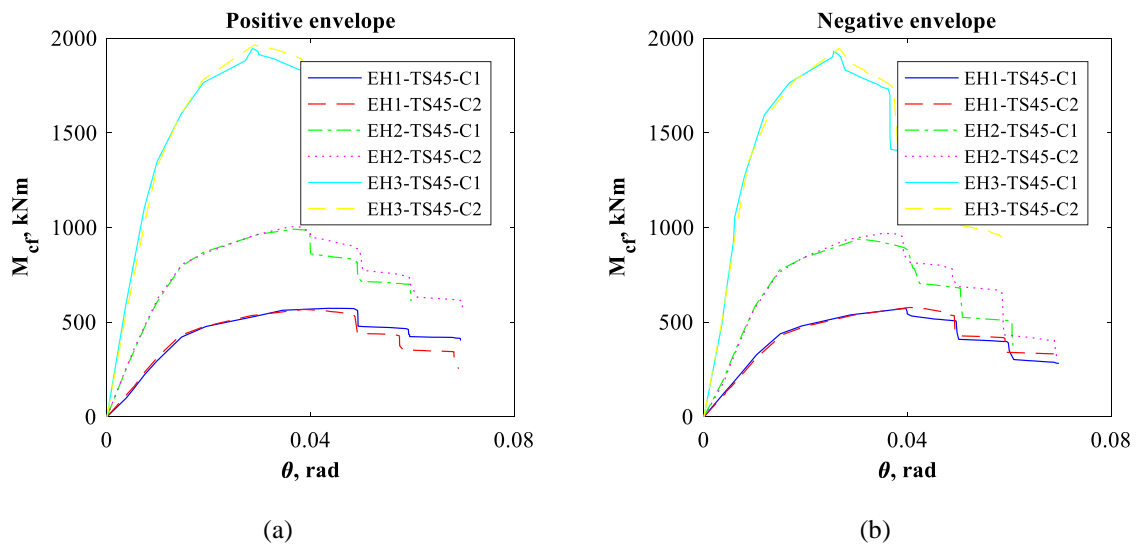 Positive envelope
2000
1500
1000
500
0
M_cf, kNm
0
0.04
0.08
θ, rad
EH1-TS45-C1
EH1-TS45-C2
EH2-TS45-C1
EH2-TS45-C2
EH3-TS45-C1
EH3-TS45-C2
(a)
Negative envelope
2000
1500
1000
500
0
M_cf, kNm
0
0.04
0.08
θ, rad
EH1-TS45-C1
EH1-TS45-C2
EH2-TS45-C1
EH2-TS45-C2
EH3-TS45-C1
EH3-TS45-C2
(b)